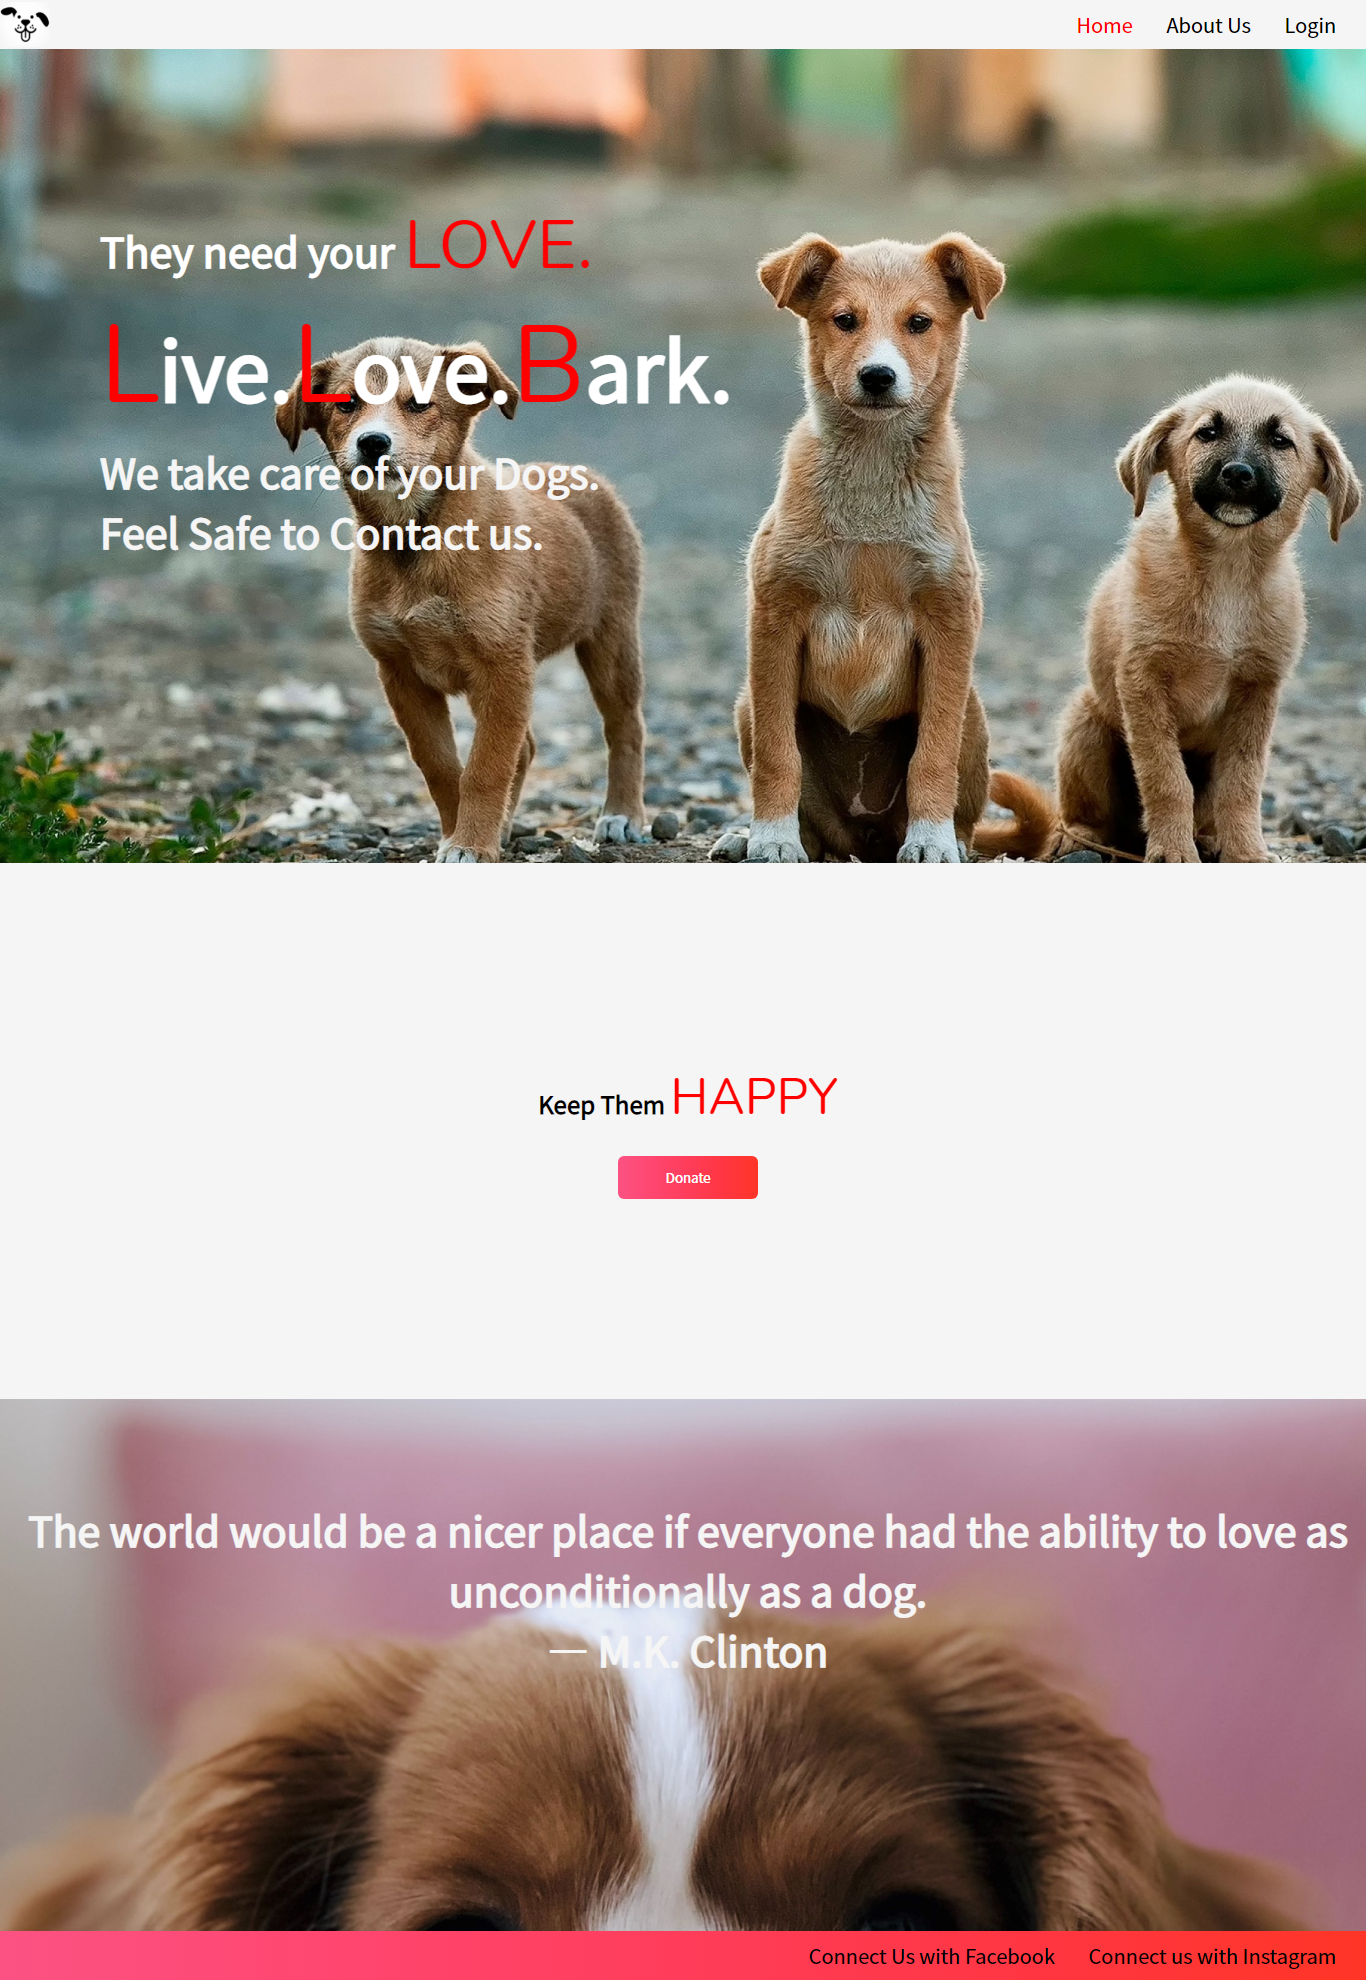 Home About Us Login
They need your LOVE.
Live.Love.Bark.
We take care of your Dogs.
Feel Safe to Contact us.
Keep Them HAPPY
Donate
The world would be a nicer place if everyone had the ability to love as
unconditionally as a dog.
— M.K. Clinton
Connect Us with Facebook Connect us with Instagram